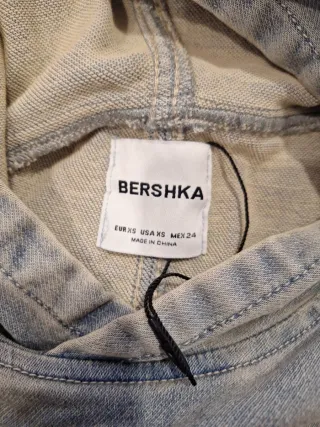 BERSHKA
EUR XS USA XS MEX 24
MADE IN CHINA